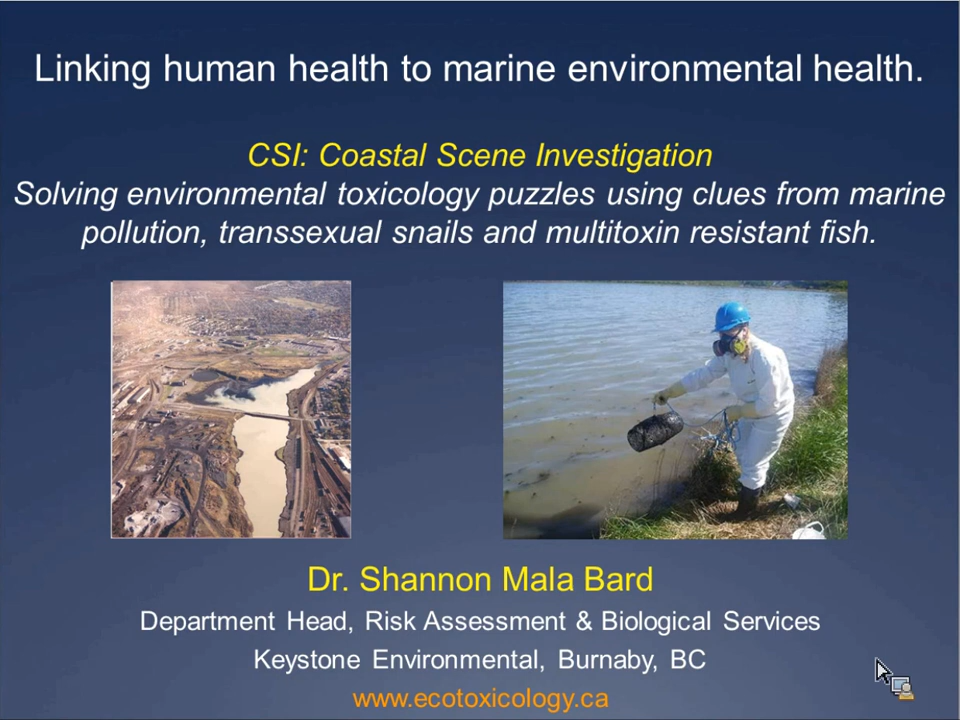 Linking human health to marine environmental health.
CSI: Coastal Scene Investigation
Solving environmental toxicology puzzles using clues from marine
pollution, transsexual snails and multitoxin resistant fish.
Dr. Shannon Mala Bard
Department Head, Risk Assessment & Biological Services
Keystone Environmental, Burnaby, BC
www.ecotoxicology.ca